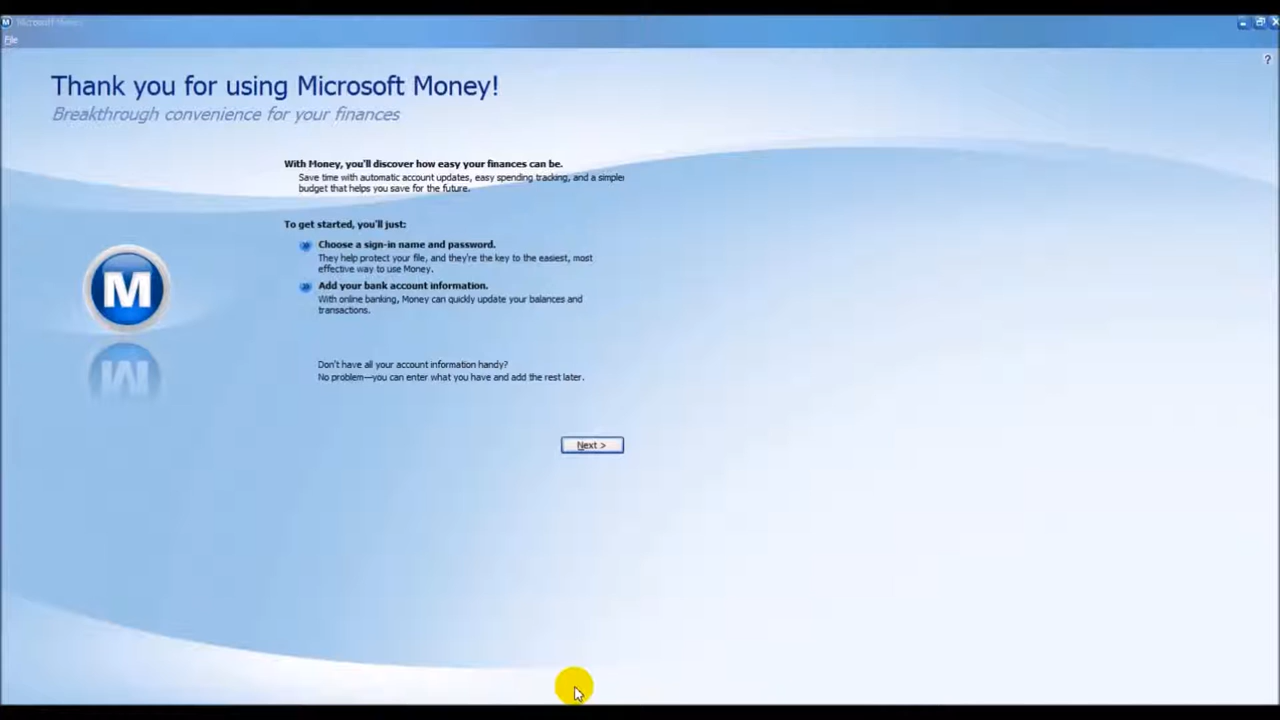 Microsoft Money
File
?
Thank you for using Microsoft Money!
Breakthrough convenience for your finances
With Money, you'll discover how easy your finances can be.
Save time with automatic account updates, easy spending tracking, and a simpler
budget that helps you save for the future.
To get started, you'll just:
Choose a sign-in name and password.
They help protect your file, and they're the key to the easiest, most
effective way to use Money.
Add your bank account information.
With online banking, Money can quickly update your balances and
transactions.
M
Don't have all your account information handy?
No problem—you can enter what you have and add the rest later.
Next >